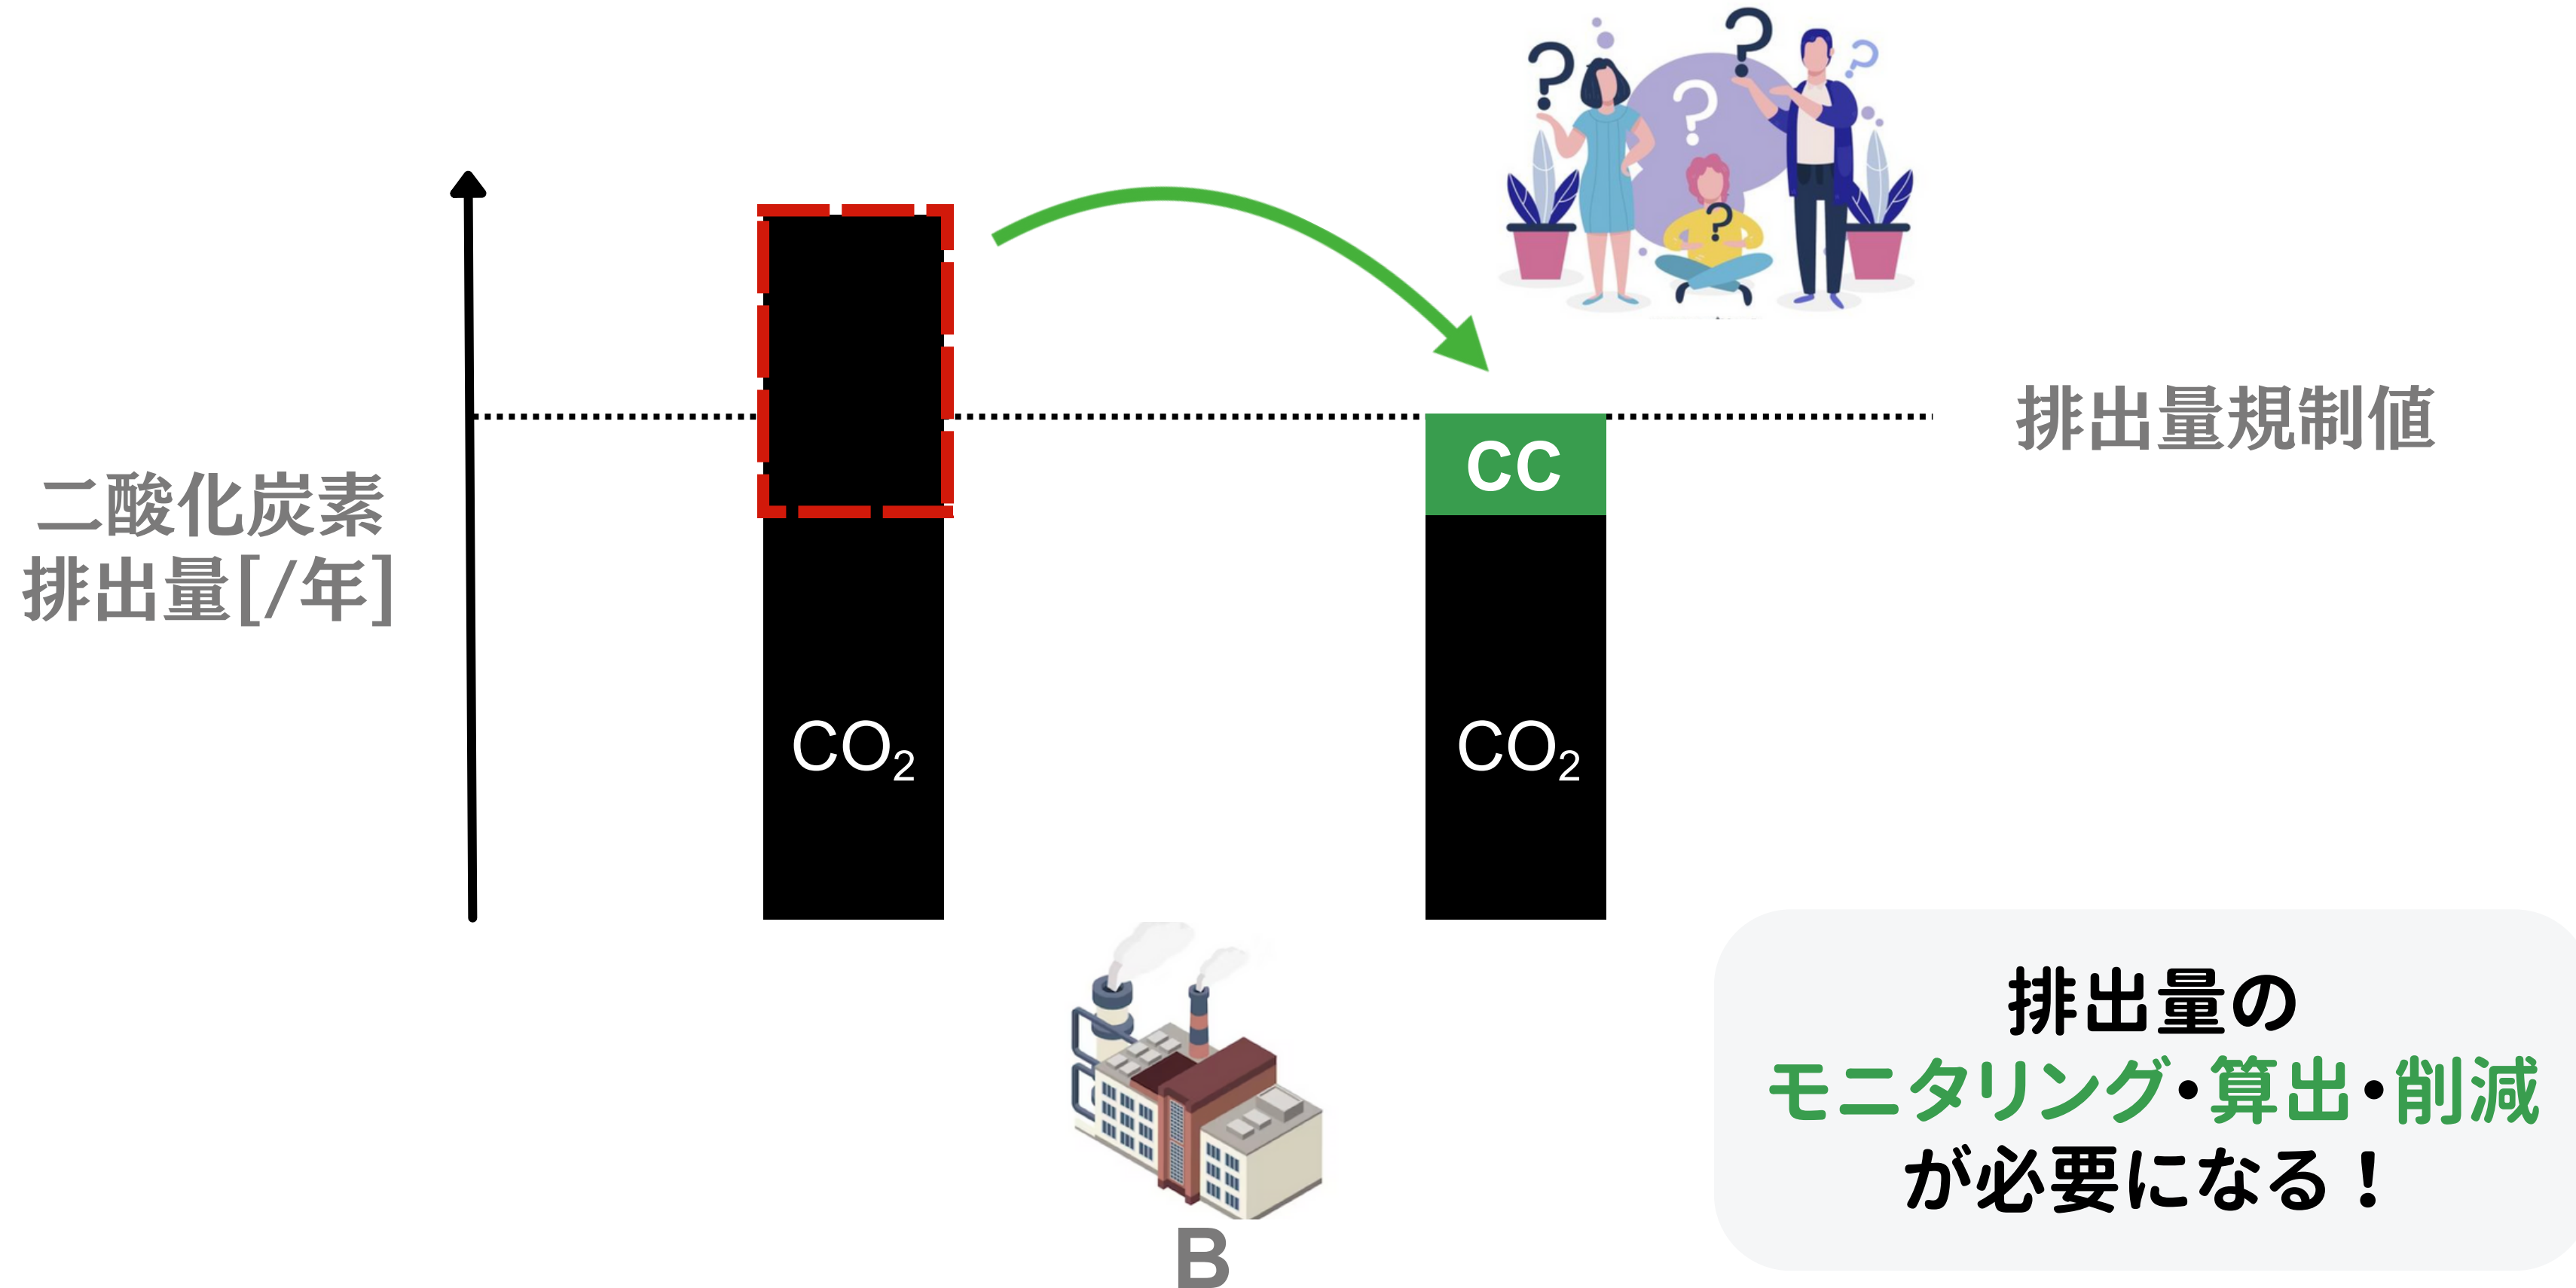 ?
?
?
?
?
排出量規制値
CC
二酸化炭素
排出量[/年]
CO₂
CO₂
排出量の
モニタリング・算出・削減
が必要になる！
B